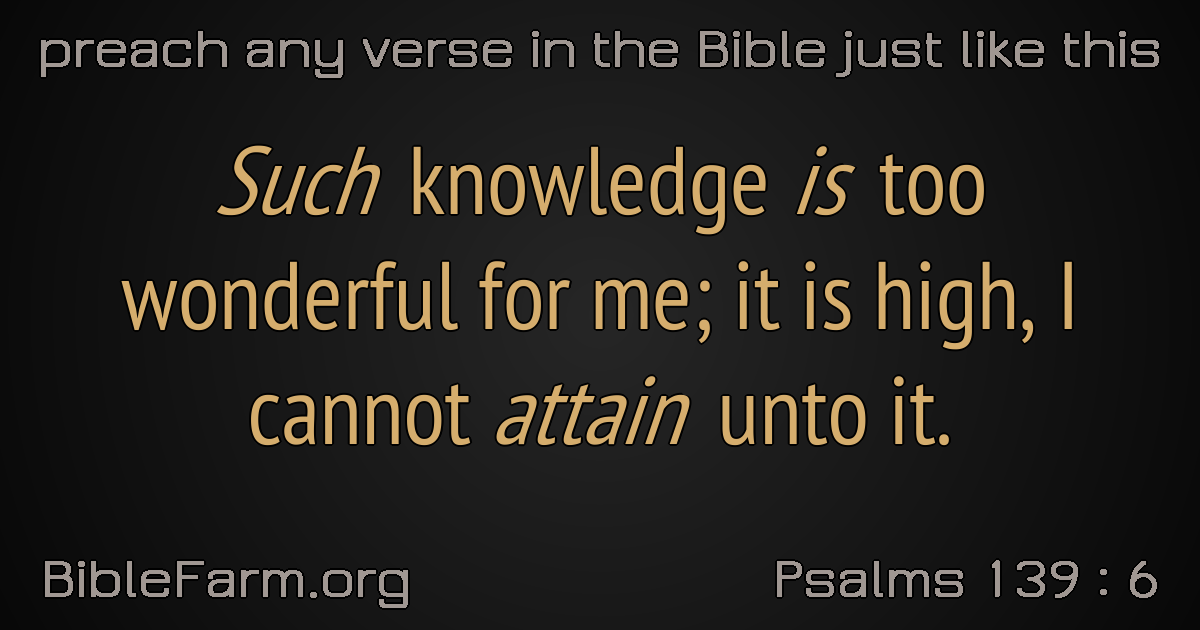 preach any verse in the Bible just like this
Such knowledge is too
wonderful for me; it is high, I
cannot attain unto it.
BibleFarm.org
Psalms 139 : 6